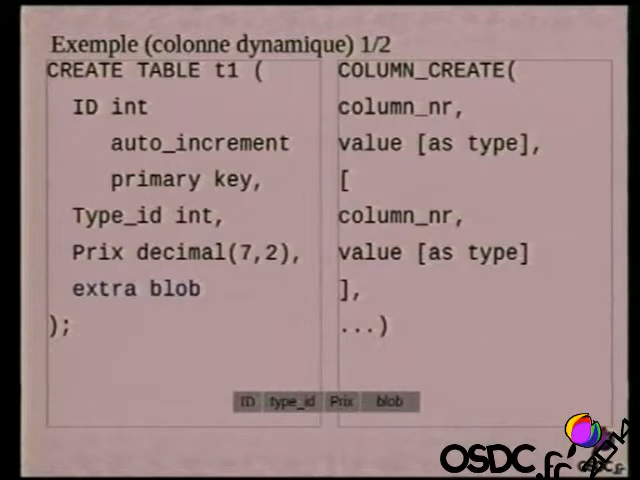 Exemple (colonne dynamique) 1/2
CREATE TABLE t1 (
ID int
auto_increment
primary key,
Type_id int,
Prix decimal(7,2),
extra blob
);
COLUMN_CREATE(
column_nr,
value [as type],
[
column_nr,
value [as type]
],
...)
ID type_id Prix blob
OSDC.fr